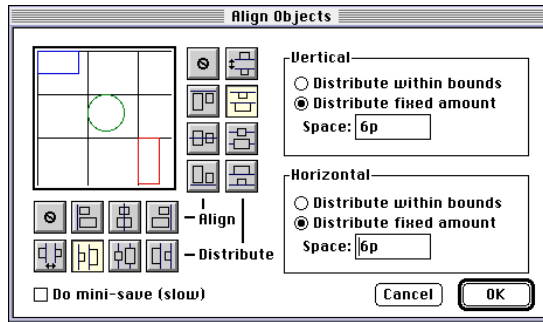 Align Objects
Vertical
Distribute within bounds
Distribute fixed amount
Space: 6p
Horizontal
Distribute within bounds
Distribute fixed amount
Space: 6p
Align
Distribute
Do mini-save (slow)
Cancel
OK